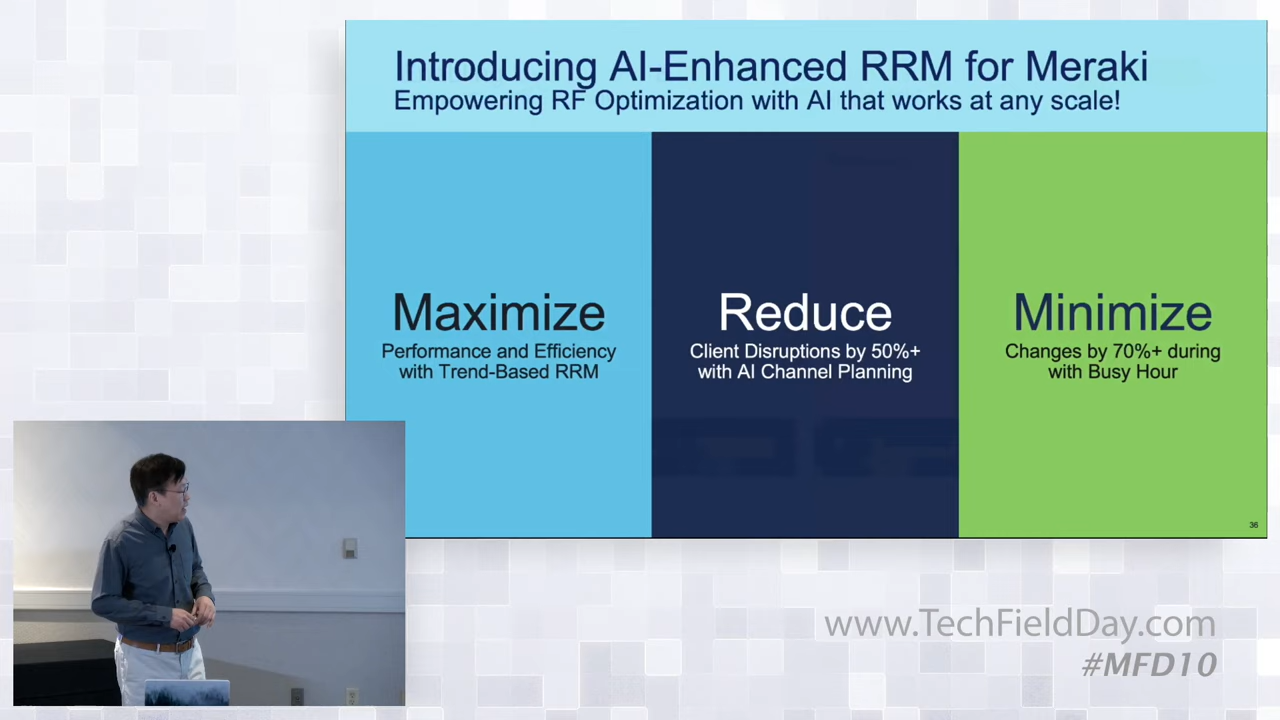 Introducing AI-Enhanced RRM for Meraki
Empowering RF Optimization with AI that works at any scale!
Maximize
Performance and Efficiency
with Trend-Based RRM
Reduce
Client Disruptions by 50%+
with AI Channel Planning
Minimize
Changes by 70%+ during
with Busy Hour
36
www.TechFieldDay.com
#MFD10